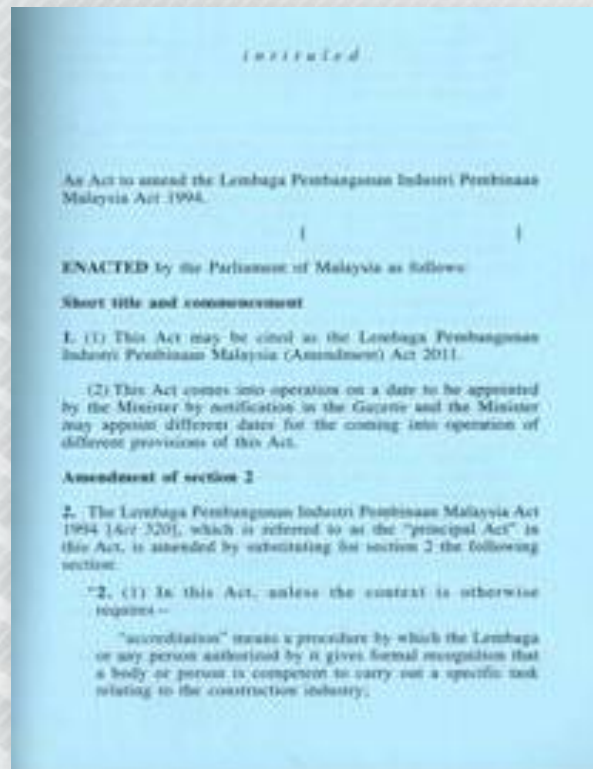 intituled
An Act to amend the Lembaga Pembangunan Industri Pembinaan
Malaysia Act 1994.
[ ]
ENACTED by the Parliament of Malaysia as follows:
Short title and commencement
1. (1) This Act may be cited as the Lembaga Pembangunan
Industri Pembinaan Malaysia (Amendment) Act 2011.
(2) This Act comes into operation on a date to be appointed
by the Minister by notification in the Gazette and the Minister
may appoint different dates for the coming into operation of
different provisions of this Act.
Amendment of section 2
2. The Lembaga Pembangunan Industri Pembinaan Malaysia Act
1994 [Act 520], which is referred to as the “principal Act” in
this Act, is amended by substituting for section 2 the following
section:
“2. (1) In this Act, unless the context is otherwise
requires –
“accreditation” means a procedure by which the Lembaga
or any person authorized by it gives formal recognition that
a body or person is competent to carry out a specific task
relating to the construction industry;